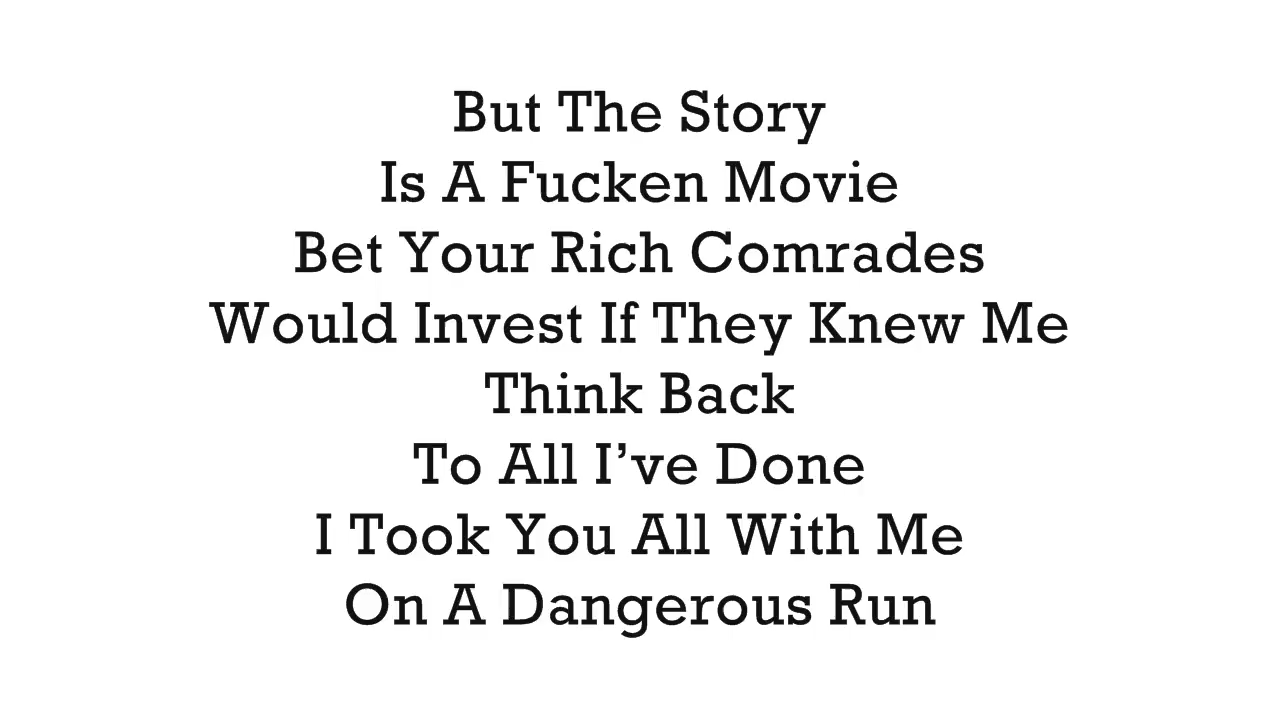 But The Story
Is A Fucken Movie
Bet Your Rich Comrades
Would Invest If They Knew Me
Think Back
To All I’ve Done
I Took You All With Me
On A Dangerous Run